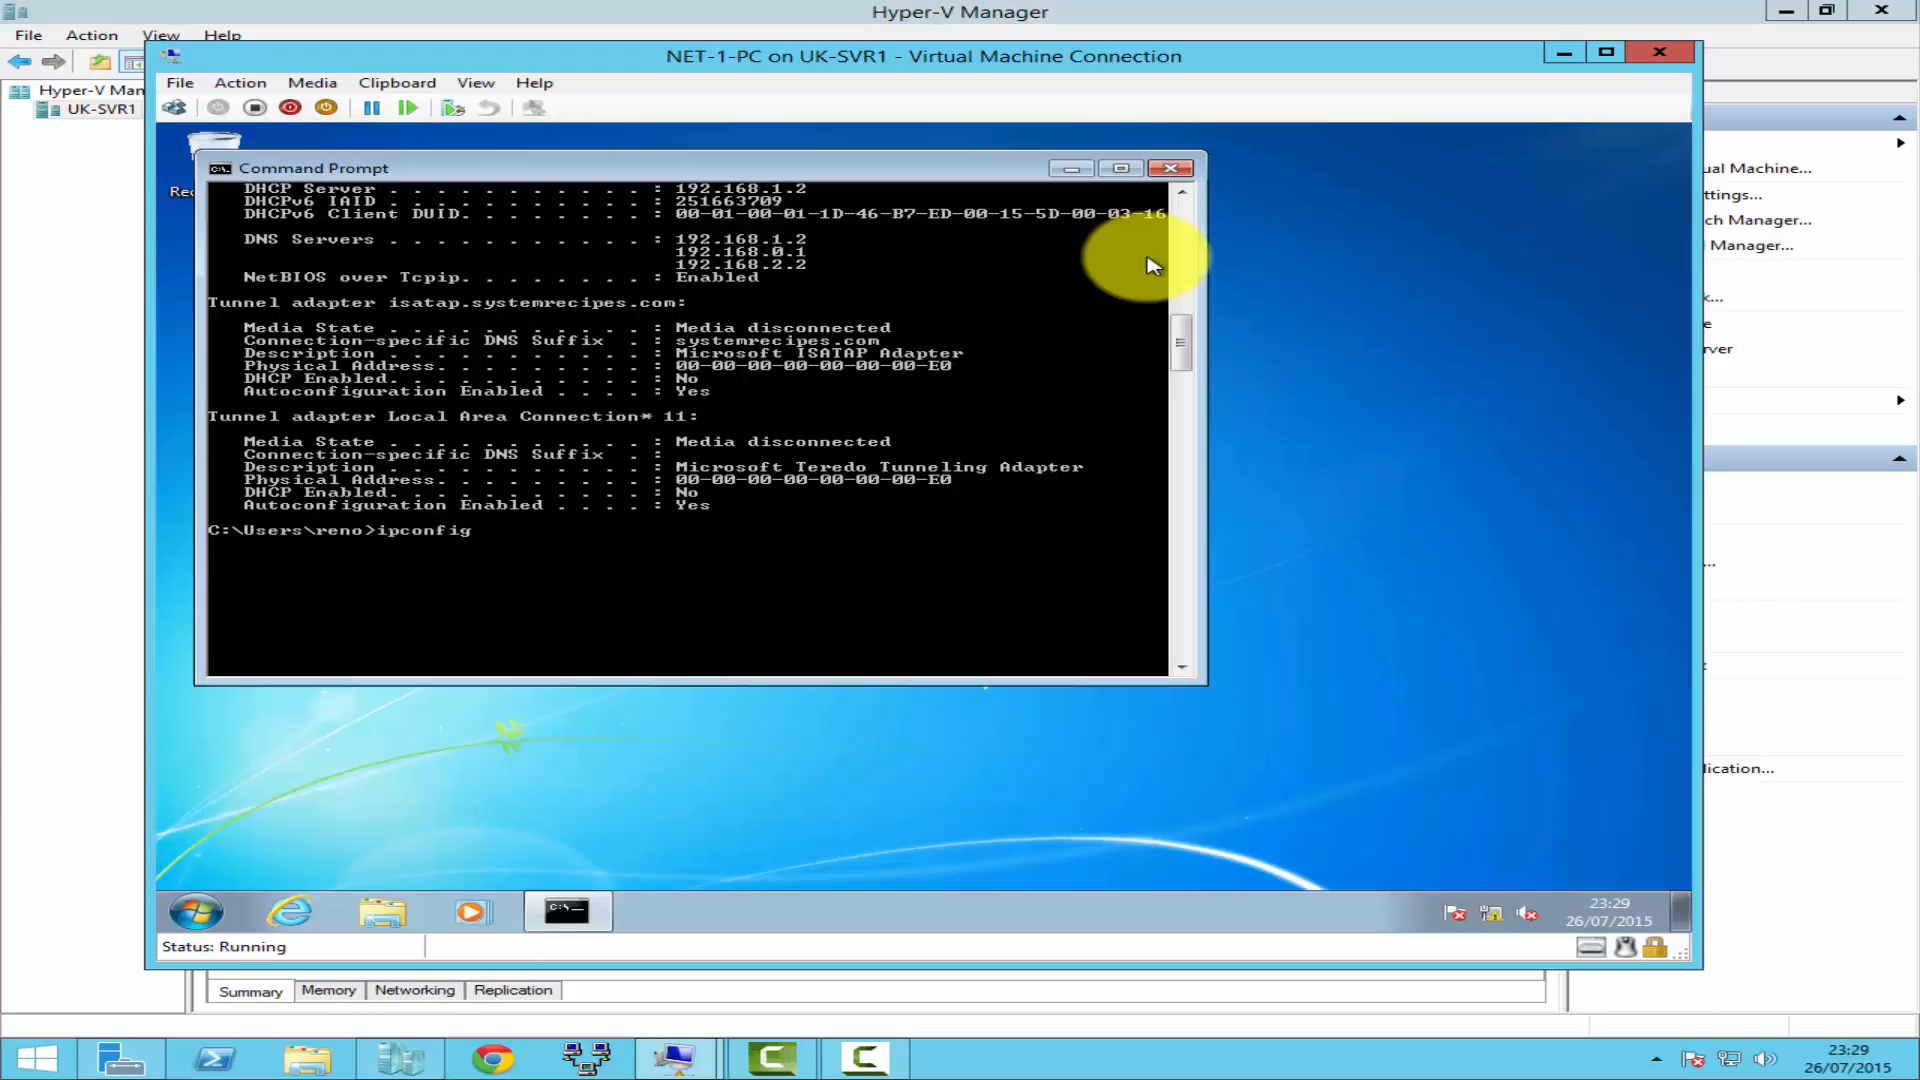 Hyper-V Manager
File Action View Help
NET-1-PC on UK-SVR1 - Virtual Machine Connection
Hyper-V Man
UK-SVR1
File Action Media Clipboard View Help
Rec
Command Prompt
DHCP Server . . . . . . . . . . . : 192.168.1.2
DHCPv6 IAID . . . . . . . . . . . : 251663709
DHCPv6 Client DUID. . . . . . . . : 00-01-00-01-1D-46-B7-ED-00-15-5D-00-03-16
DNS Servers . . . . . . . . . . . : 192.168.1.2
192.168.0.1
192.168.2.2
NetBIOS over Tcpip. . . . . . . . : Enabled
Tunnel adapter isatap.systemrecipes.com:
Media State . . . . . . . . . . . : Media disconnected
Connection-specific DNS Suffix  . : systemrecipes.com
Description . . . . . . . . . . . : Microsoft ISATAP Adapter
Physical Address. . . . . . . . . : 00-00-00-00-00-00-00-E0
DHCP Enabled. . . . . . . . . . . : No
Autoconfiguration Enabled . . . . : Yes
Tunnel adapter Local Area Connection* 11:
Media State . . . . . . . . . . . : Media disconnected
Connection-specific DNS Suffix  . :
Description . . . . . . . . . . . : Microsoft Teredo Tunneling Adapter
Physical Address. . . . . . . . . : 00-00-00-00-00-00-00-E0
DHCP Enabled. . . . . . . . . . . : No
Autoconfiguration Enabled . . . . : Yes
C:\Users\reno>ipconfig
ual Machine...
ttings...
ch Manager...
l Manager...
k...
e
rver
...
t
lication...
23:29
26/07/2015
Status: Running
Summary Memory Networking Replication
23:29
26/07/2015